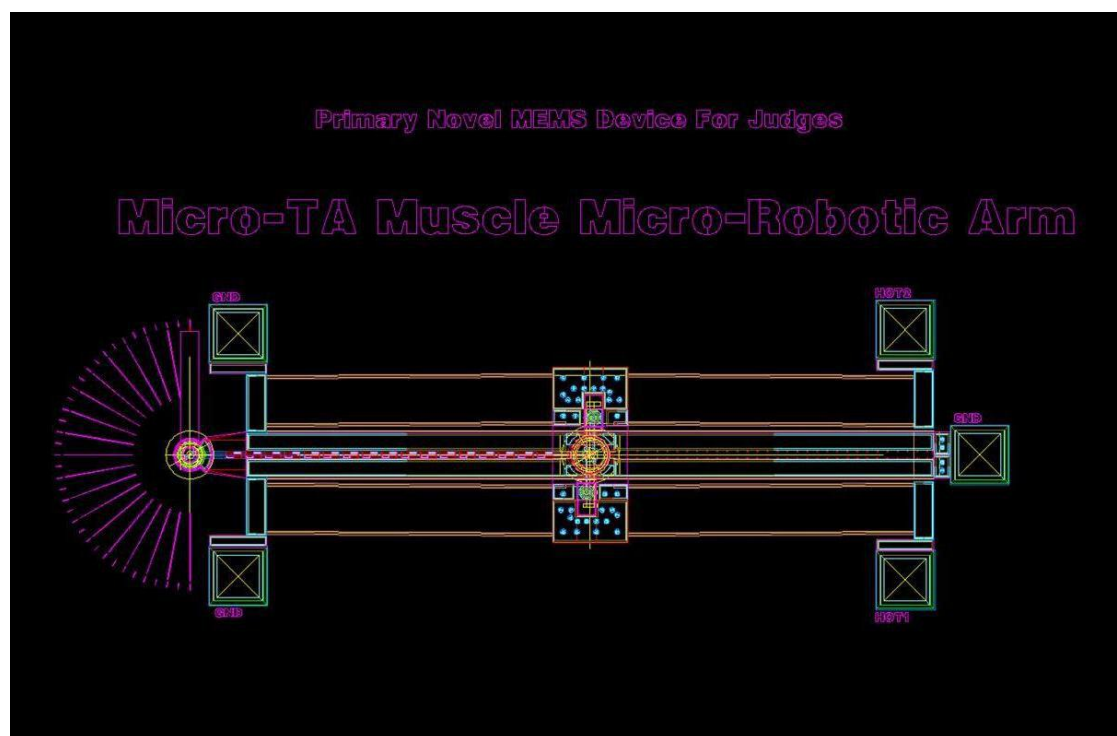 Primary Novel MEMS Device For Judges
Micro-TA Muscle Micro-Robotic Arm
GND
HOT2
GND
GND
HOT1